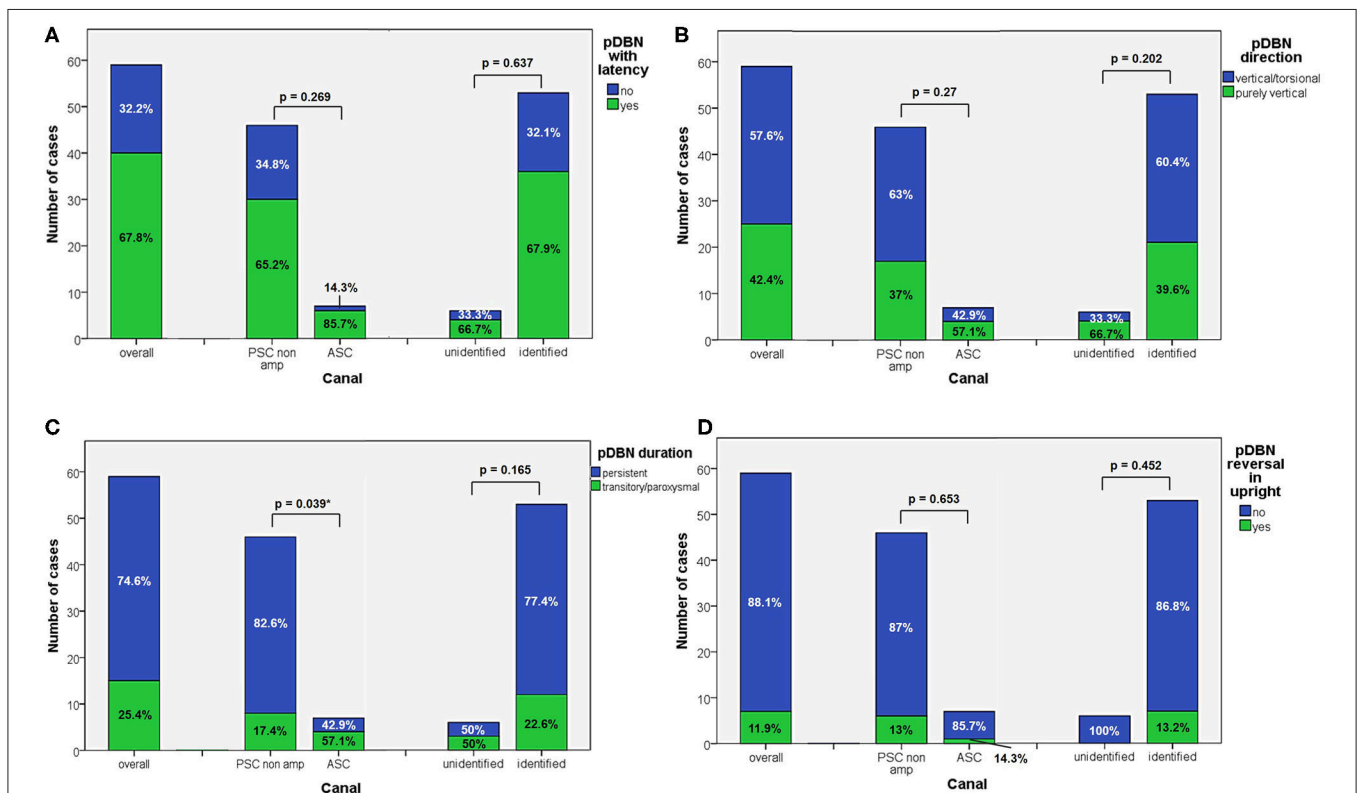 A
pDBN
with
latency
no
yes
Number of cases
60
50
40
30
20
10
0
p = 0.269
p = 0.637
32.2%
67.8%
34.8%
65.2%
14.3%
85.7%
33.3%
66.7%
32.1%
67.9%
overall
PSC non
amp
ASC
unidentified
identified
Canal
B
pDBN
direction
vertical/torsional
purely vertical
Number of cases
60
50
40
30
20
10
0
p = 0.27
p = 0.202
57.6%
42.4%
63%
37%
42.9%
57.1%
33.3%
66.7%
60.4%
39.6%
overall
PSC non
amp
ASC
unidentified
identified
Canal
C
pDBN duration
persistent
transitory/paroxysmal
Number of cases
60
50
40
30
20
10
0
p = 0.039*
p = 0.165
74.6%
25.4%
82.6%
17.4%
42.9%
57.1%
50%
50%
77.4%
22.6%
overall
PSC non amp
ASC
unidentified
identified
Canal
D
pDBN
reversal
in
upright
no
yes
Number of cases
60
50
40
30
20
10
0
p = 0.653
p = 0.452
88.1%
11.9%
87%
13%
85.7%
14.3%
100%
86.8%
13.2%
overall
PSC non
amp
ASC
unidentified
identified
Canal